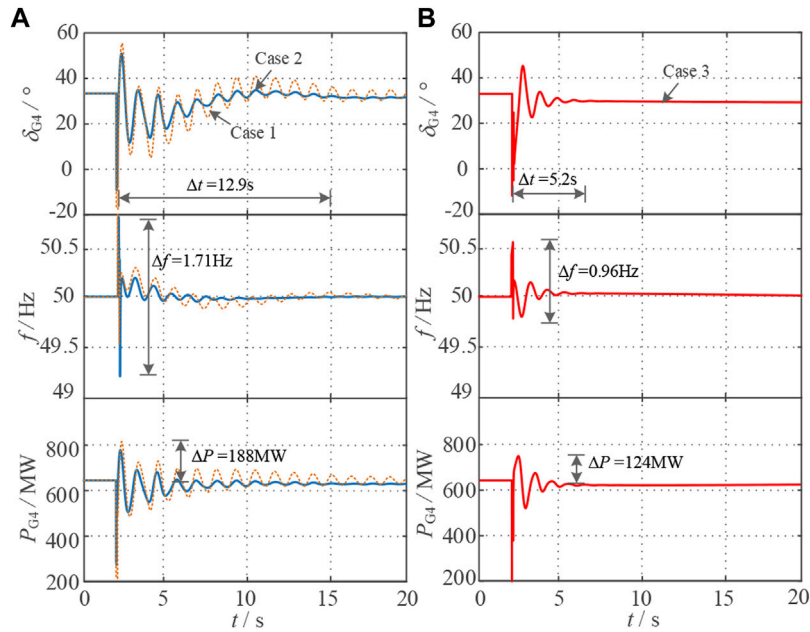 A
60
40
20
0
-20
δG4 / °
Case 2
Case 1
Δt=12.9s
50.5
50
49.5
49
f / Hz
Δf=1.71Hz
800
600
400
200
PG4 / MW
ΔP=188MW
0
5
10
15
20
t / s
B
60
40
20
0
-20
δG4 / °
Case 3
Δt=5.2s
50.5
50
49.5
49
f / Hz
Δf=0.96Hz
1000
800
600
400
200
PG4 / MW
ΔP=124MW
0
5
10
15
20
t / s